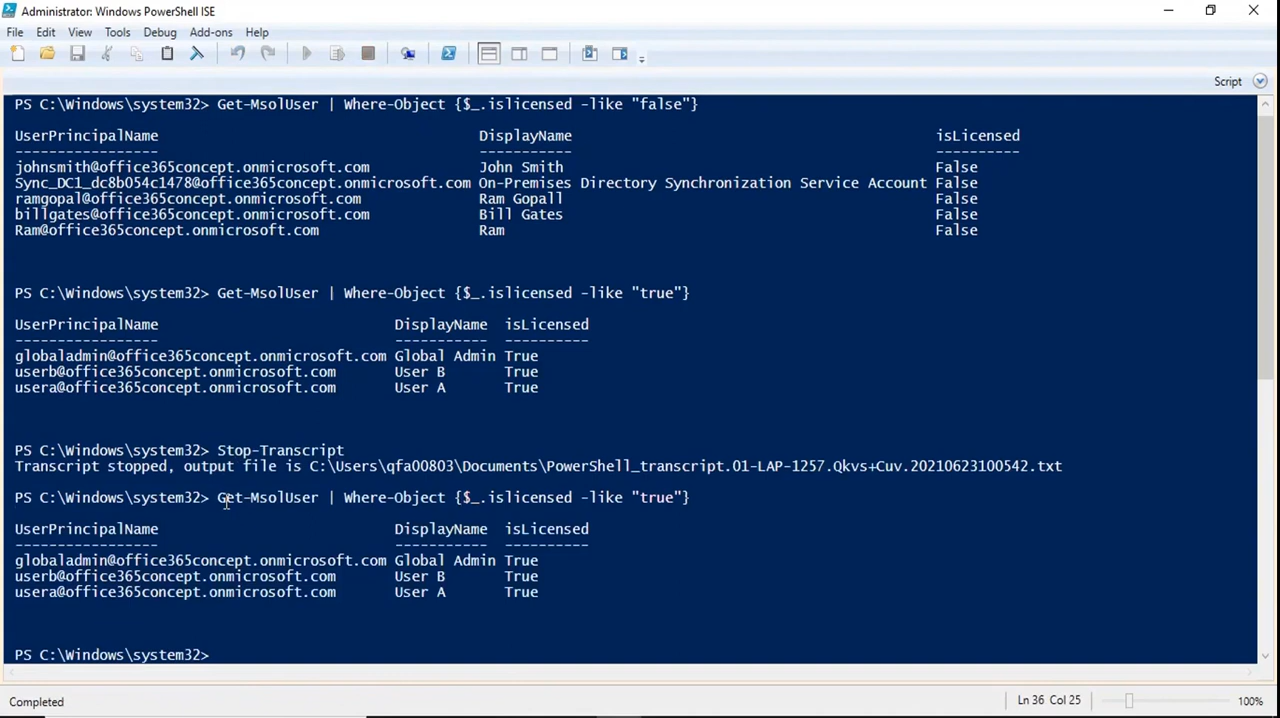 Administrator: Windows PowerShell ISE
File Edit View Tools Debug Add-ons Help
Script
PS C:\Windows\system32> Get-MsolUser | Where-Object {$_.islicensed -like "false"}
UserPrincipalName DisplayName isLicensed
----------------- ----------- ----------
johnsmith@office365concept.onmicrosoft.com John Smith False
Sync_DC1_dc8b054c1478@office365concept.onmicrosoft.com On-Premises Directory Synchronization Service Account False
ramgopal@office365concept.onmicrosoft.com Ram Gopall False
billgates@office365concept.onmicrosoft.com Bill Gates False
Ram@office365concept.onmicrosoft.com Ram False
PS C:\Windows\system32> Get-MsolUser | Where-Object {$_.islicensed -like "true"}
UserPrincipalName DisplayName isLicensed
----------------- ----------- ----------
globaladmin@office365concept.onmicrosoft.com Global Admin True
userb@office365concept.onmicrosoft.com User B True
usera@office365concept.onmicrosoft.com User A True
PS C:\Windows\system32> Stop-Transcript
Transcript stopped, output file is C:\Users\qfa00803\Documents\PowerShell_transcript.01-LAP-1257.Qkvs+Cuv.20210623100542.txt
PS C:\Windows\system32> Get-MsolUser | Where-Object {$_.islicensed -like "true"}
UserPrincipalName DisplayName isLicensed
----------------- ----------- ----------
globaladmin@office365concept.onmicrosoft.com Global Admin True
userb@office365concept.onmicrosoft.com User B True
usera@office365concept.onmicrosoft.com User A True
PS C:\Windows\system32>
Completed Ln 36 Col 25 100%